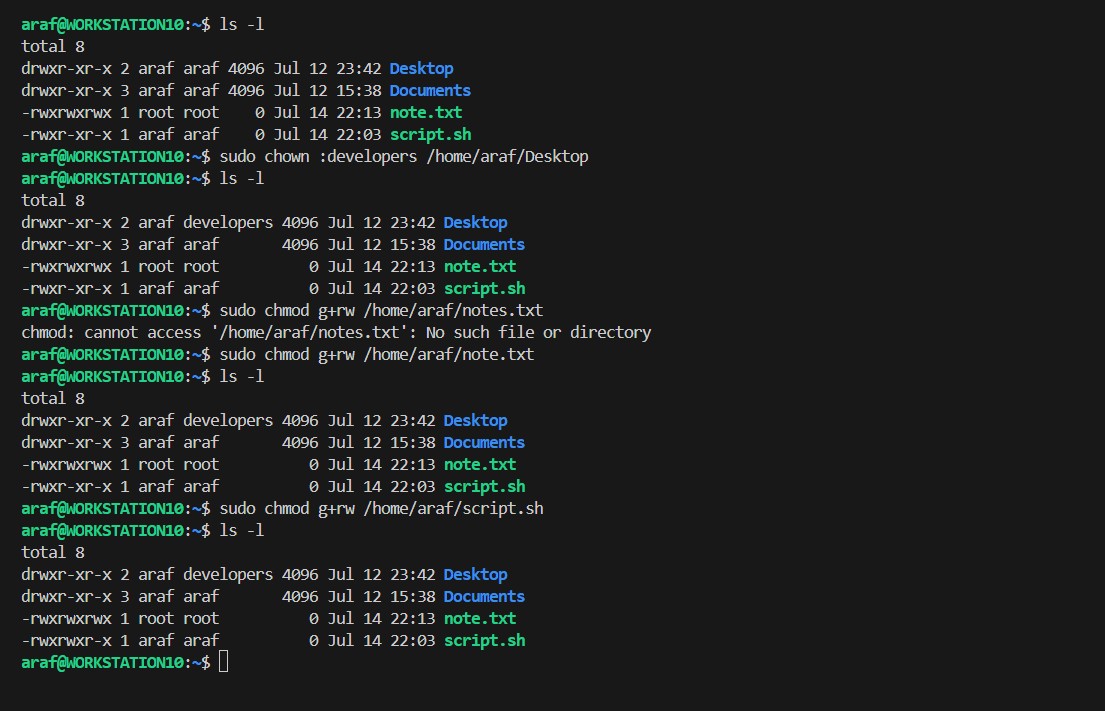 araf@WORKSTATION10:~$ ls -l
total 8
drwxr-xr-x 2 araf araf 4096 Jul 12 23:42 Desktop
drwxr-xr-x 3 araf araf 4096 Jul 12 15:38 Documents
-rwxrwxrwx 1 root root    0 Jul 14 22:13 note.txt
-rwxr-xr-x 1 araf araf    0 Jul 14 22:03 script.sh
araf@WORKSTATION10:~$ sudo chown :developers /home/araf/Desktop
araf@WORKSTATION10:~$ ls -l
total 8
drwxr-xr-x 2 araf developers 4096 Jul 12 23:42 Desktop
drwxr-xr-x 3 araf araf       4096 Jul 12 15:38 Documents
-rwxrwxrwx 1 root root          0 Jul 14 22:13 note.txt
-rwxr-xr-x 1 araf araf          0 Jul 14 22:03 script.sh
araf@WORKSTATION10:~$ sudo chmod g+rw /home/araf/notes.txt
chmod: cannot access '/home/araf/notes.txt': No such file or directory
araf@WORKSTATION10:~$ sudo chmod g+rw /home/araf/note.txt
araf@WORKSTATION10:~$ ls -l
total 8
drwxr-xr-x 2 araf developers 4096 Jul 12 23:42 Desktop
drwxr-xr-x 3 araf araf       4096 Jul 12 15:38 Documents
-rwxrwxrwx 1 root root          0 Jul 14 22:13 note.txt
-rwxr-xr-x 1 araf araf          0 Jul 14 22:03 script.sh
araf@WORKSTATION10:~$ sudo chmod g+rw /home/araf/script.sh
araf@WORKSTATION10:~$ ls -l
total 8
drwxr-xr-x 2 araf developers 4096 Jul 12 23:42 Desktop
drwxr-xr-x 3 araf araf       4096 Jul 12 15:38 Documents
-rwxrwxrwx 1 root root          0 Jul 14 22:13 note.txt
-rwxrwxr-x 1 araf araf          0 Jul 14 22:03 script.sh
araf@WORKSTATION10:~$